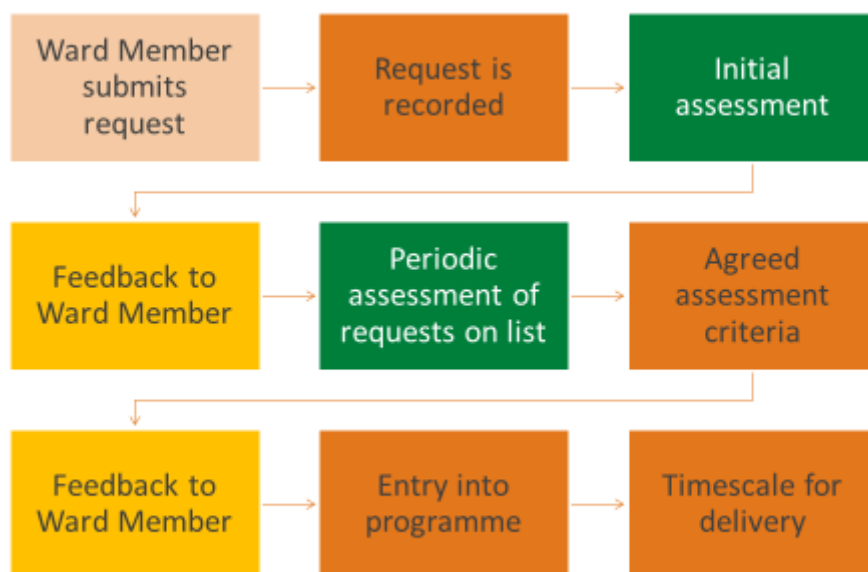 Ward Member
submits
request
Request is
recorded
Initial
assessment
Feedback to
Ward Member
Periodic
assessment of
requests on list
Agreed
assessment
criteria
Feedback to
Ward Member
Entry into
programme
Timescale for
delivery